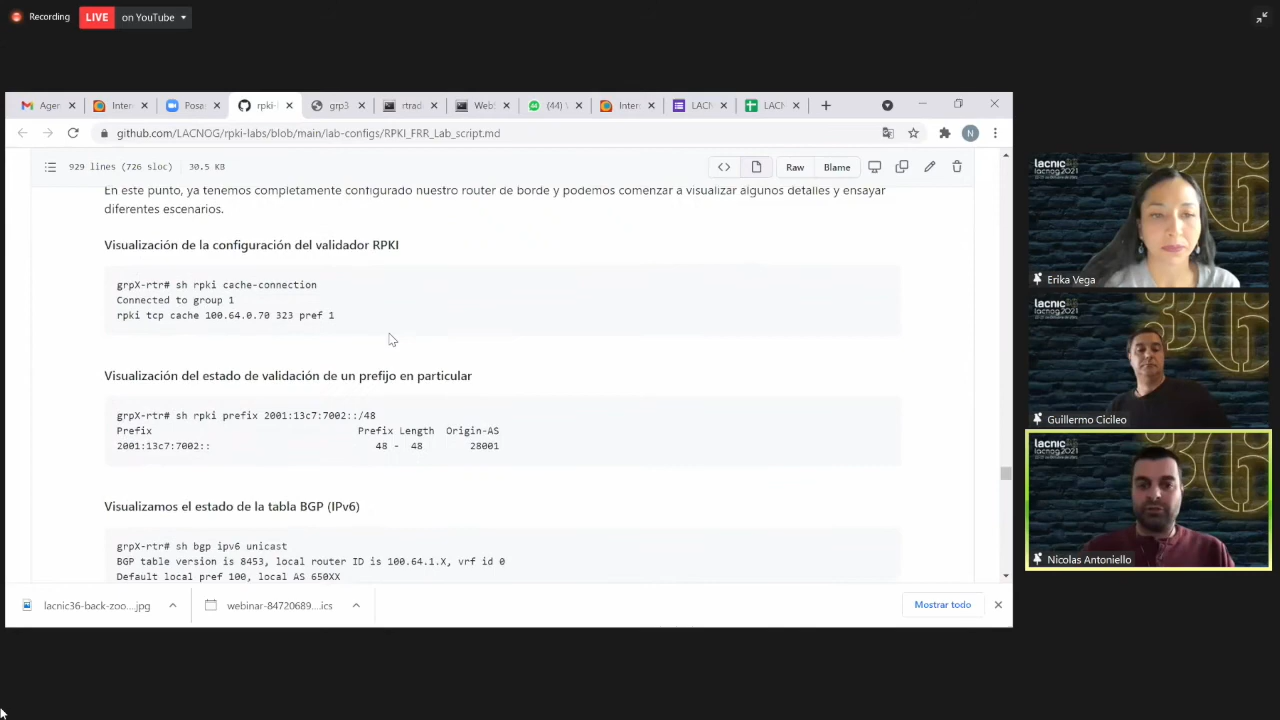 Recording
LIVE on YouTube
Agen
Inter
Posa
rpki-l
grp3
rtrad
Web
(44)
Inter
LACN
LACN
github.com/LACNOG/rpki-labs/blob/main/lab-configs/RPKI_FRR_Lab_script.md
N
929 lines (726 sloc) 30.5 KB
Raw Blame
En este punto, ya tenemos completamente configurado nuestro router de borde y podemos comenzar a visualizar algunos detalles y ensayar
diferentes escenarios.
Visualización de la configuración del validador RPKI
grpX-rtr# sh rpki cache-connection
Connected to group 1
rpki tcp cache 100.64.0.70 323 pref 1
Visualización del estado de validación de un prefijo en particular
grpX-rtr# sh rpki prefix 2001:13c7:7002::/48
Prefix Prefix Length Origin-AS
2001:13c7:7002:: 48 - 48 28001
Visualizamos el estado de la tabla BGP (IPv6)
grpX-rtr# sh bgp ipv6 unicast
BGP table version is 8453, local router ID is 100.64.1.X, vrf id 0
Default local pref 100, local AS 650XX
lacnic36-back-zoo....jpg
webinar-84720689....ics
Mostrar todo
lacnic36
lacnog2021
Erika Vega
lacnic36
lacnog2021
36
Guillermo Cicileo
lacnic36
lacnog2021
36
Nicolas Antoniello